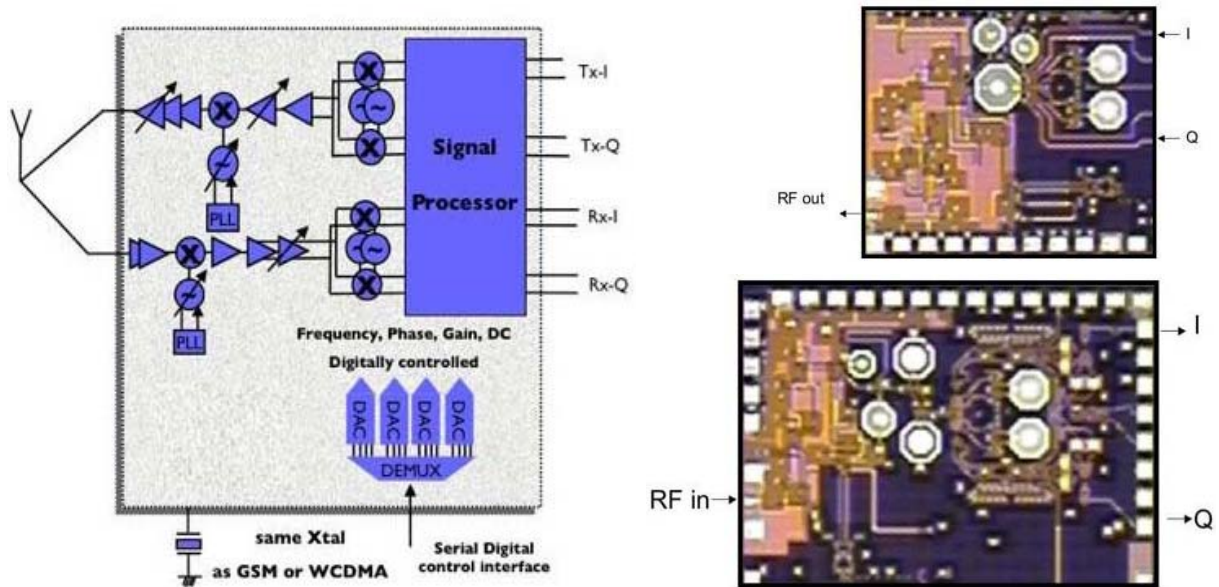 Signal
Processor
Tx-I
Tx-Q
Rx-I
Rx-Q
X
X
X
~
~~
PLL
X
X
X
~
~~
PLL
Frequency, Phase, Gain, DC
Digitally controlled
DAC
DAC
DAC
DAC
DEMUX
same Xtal
as GSM or WCDMA
Serial Digital
control interface
I
Q
RF out
I
RF in
Q